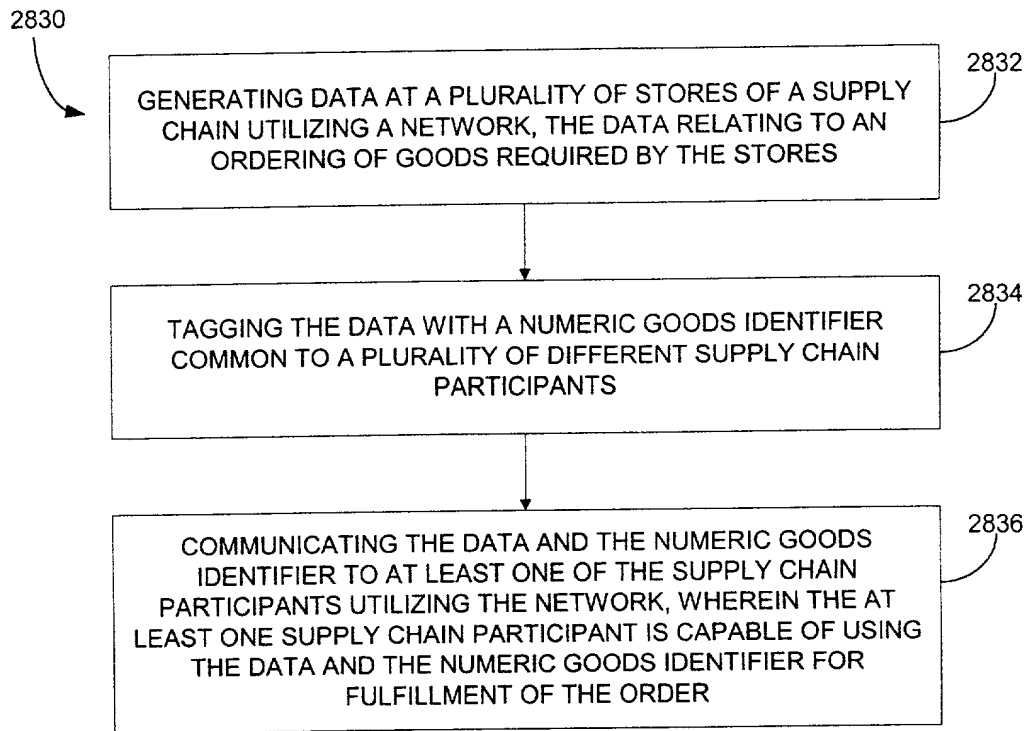 2830
2832
GENERATING DATA AT A PLURALITY OF STORES OF A SUPPLY
CHAIN UTILIZING A NETWORK, THE DATA RELATING TO AN
ORDERING OF GOODS REQUIRED BY THE STORES
2834
TAGGING THE DATA WITH A NUMERIC GOODS IDENTIFIER
COMMON TO A PLURALITY OF DIFFERENT SUPPLY CHAIN
PARTICIPANTS
2836
COMMUNICATING THE DATA AND THE NUMERIC GOODS
IDENTIFIER TO AT LEAST ONE OF THE SUPPLY CHAIN
PARTICIPANTS UTILIZING THE NETWORK, WHEREIN THE AT
LEAST ONE SUPPLY CHAIN PARTICIPANT IS CAPABLE OF USING
THE DATA AND THE NUMERIC GOODS IDENTIFIER FOR
FULFILLMENT OF THE ORDER